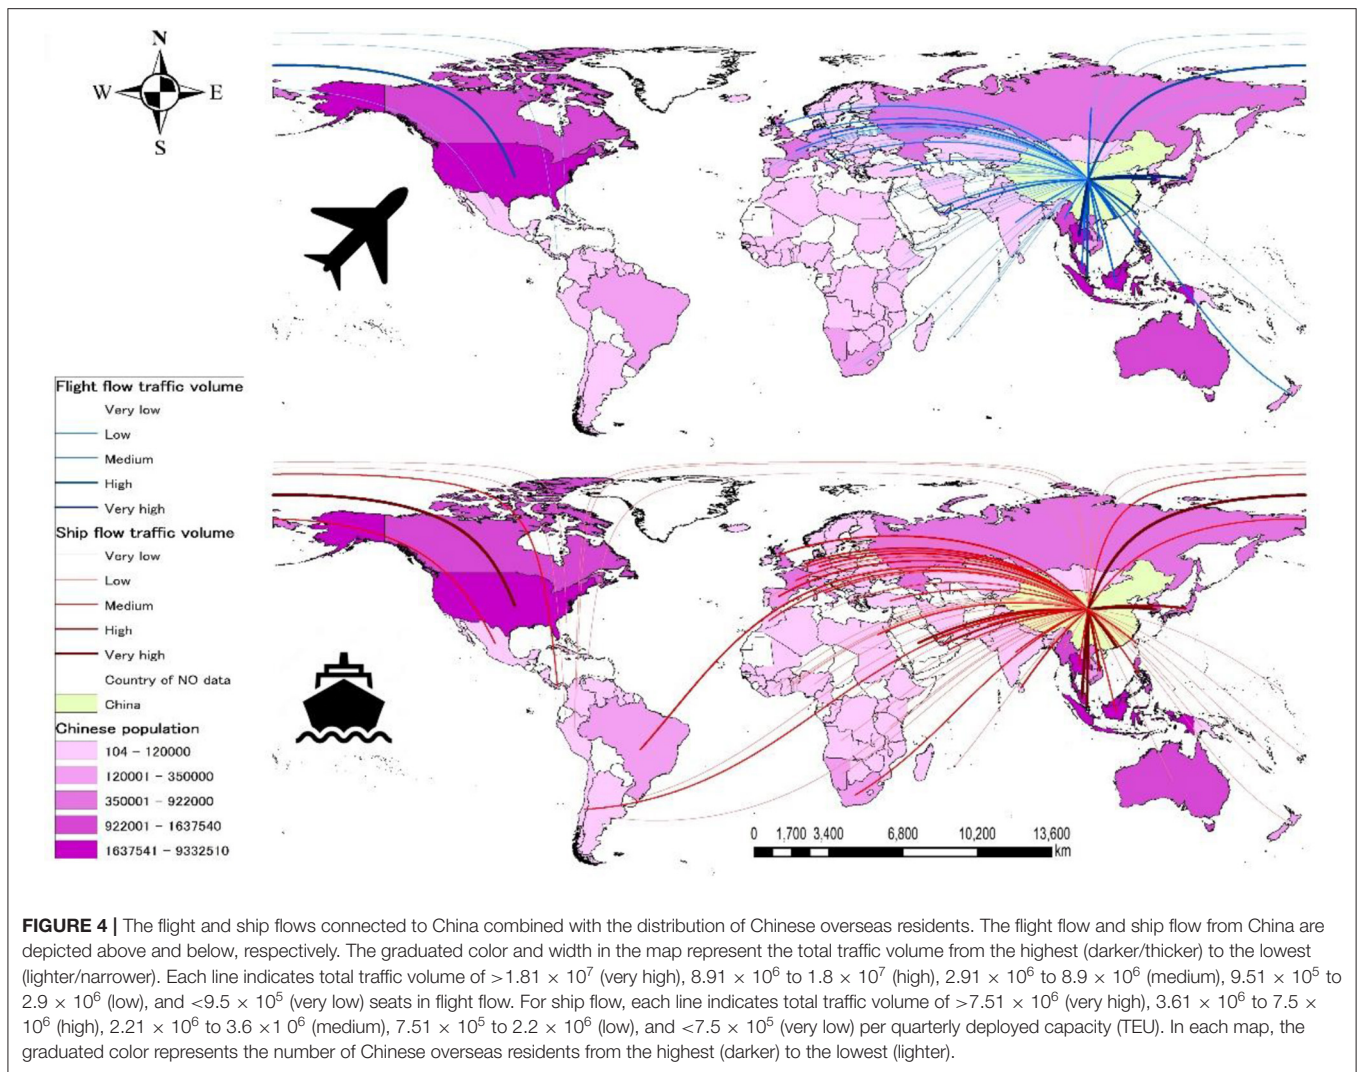 N
W
E
S
Flight flow traffic volume
Very low
Low
Medium
High
Very high
Ship flow traffic volume
Very low
Low
Medium
High
Very high
Country of NO data
China
Chinese population
104 - 120000
120001 - 350000
350001 - 922000
922001 - 1637540
1637541 - 9332510
0 1,700 3,400 6,800 10,200 13,600
km
FIGURE 4 | The flight and ship flows connected to China combined with the distribution of Chinese overseas residents. The flight flow and ship flow from China are
depicted above and below, respectively. The graduated color and width in the map represent the total traffic volume from the highest (darker/thicker) to the lowest
(lighter/narrower). Each line indicates total traffic volume of >1.81 × 10⁷ (very high), 8.91 × 10⁶ to 1.8 × 10⁷ (high), 2.91 × 10⁶ to 8.9 × 10⁶ (medium), 9.51 × 10⁵ to
2.9 × 10⁶ (low), and <9.5 × 10⁵ (very low) seats in flight flow. For ship flow, each line indicates total traffic volume of >7.51 × 10⁶ (very high), 3.61 × 10⁶ to 7.5 ×
10⁶ (high), 2.21 × 10⁶ to 3.6 ×1 0⁶ (medium), 7.51 × 10⁵ to 2.2 × 10⁶ (low), and <7.5 × 10⁵ (very low) per quarterly deployed capacity (TEU). In each map, the
graduated color represents the number of Chinese overseas residents from the highest (darker) to the lowest (lighter).